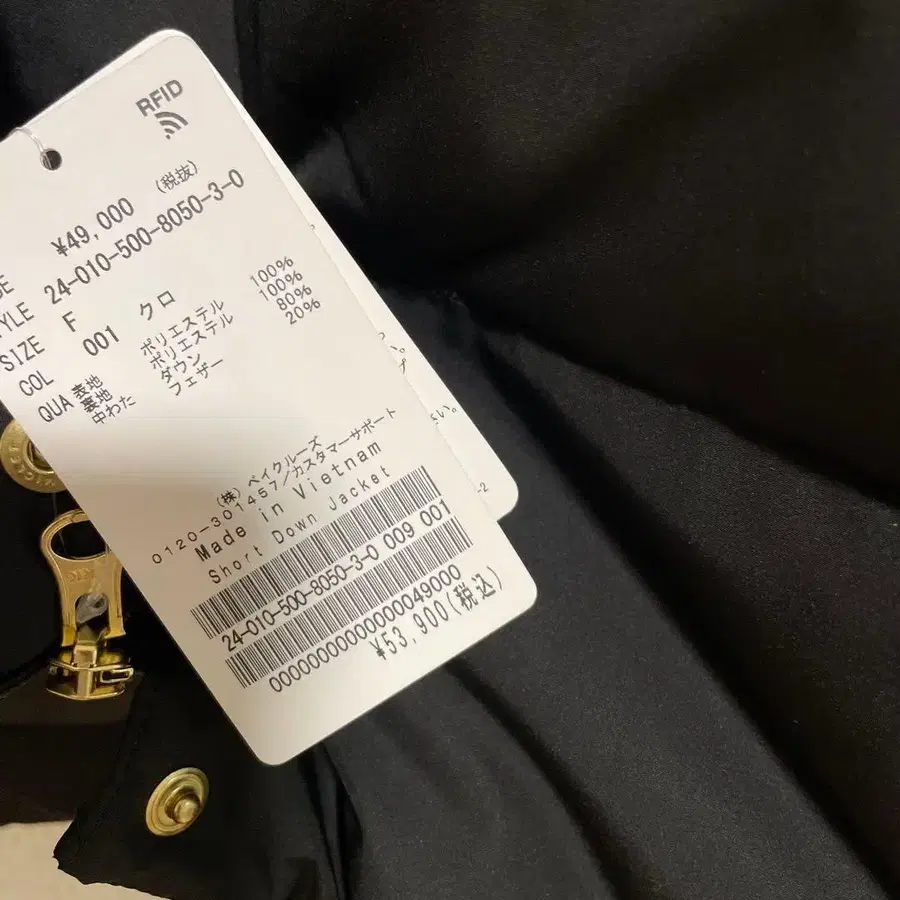 RFID
¥49,000 (税抜)
24-010-500-8050-3-0
SIZE F
COL 001 クロ
QUA 表地 ポリエステル 100%
裏地 ポリエステル 100%
中わた ダウン 80%
フェザー 20%
(株) ベイクルーズ
0120-301457/カスタマーサポート
Made in Vietnam
Short Down Jacket
24-010-500-8050-3-0 009 001
0000000000000000049000
¥53,900(税込)